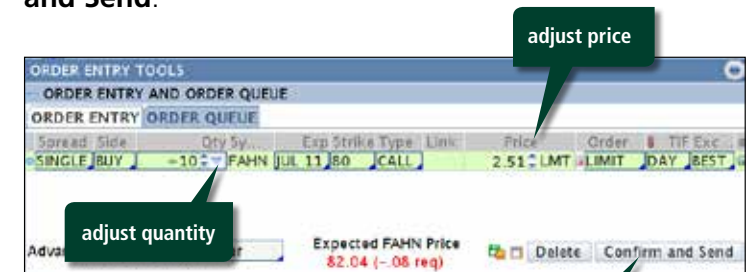 and Send.
adjust price
ORDER ENTRY TOOLS
ORDER ENTRY AND ORDER QUEUE
ORDER ENTRY ORDER QUEUE
Spread Side Qty Sy... Exp Strike Type Link Price Order TIF Exc
SINGLE BUY -10 FAHN JUL 11 80 CALL 2.51 LMT LIMIT DAY BEST
adjust quantity
Expected FAHN Price
82.04 (-.08 req)
Delete Confirm and Send